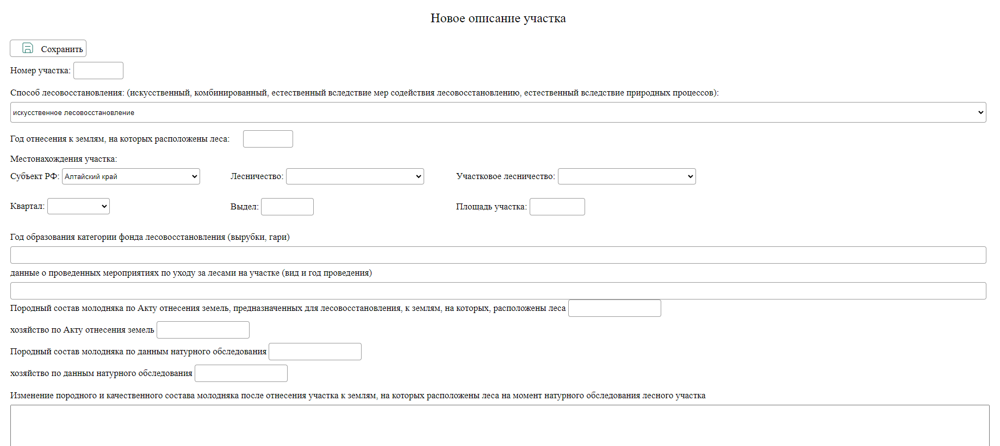 Новое описание участка
Сохранить
Номер участка:
Способ лесовосстановления: (искусственный, комбинированный, естественный вследствие мер содействия лесовосстановлению, естественный вследствие природных процессов):
искусственное лесовосстановление
Год отнесения к землям, на которых расположены леса:
Местонахождения участка:
Субъект РФ: Алтайский край Лесничество: Участковое лесничество:
Квартал: Выдел: Площадь участка:
Год образования категории фонда лесовосстановления (вырубки, гари)
данные о проведенных мероприятиях по уходу за лесами на участке (вид и год проведения)
Породный состав молодняка по Акту отнесения земель, предназначенных для лесовосстановления, к землям, на которых, расположены леса
хозяйство по Акту отнесения земель
Породный состав молодняка по данным натурного обследования
хозяйство по данным натурного обследования
Изменение породного и качественного состава молодняка после отнесения участка к землям, на которых расположены леса на момент натурного обследования лесного участка